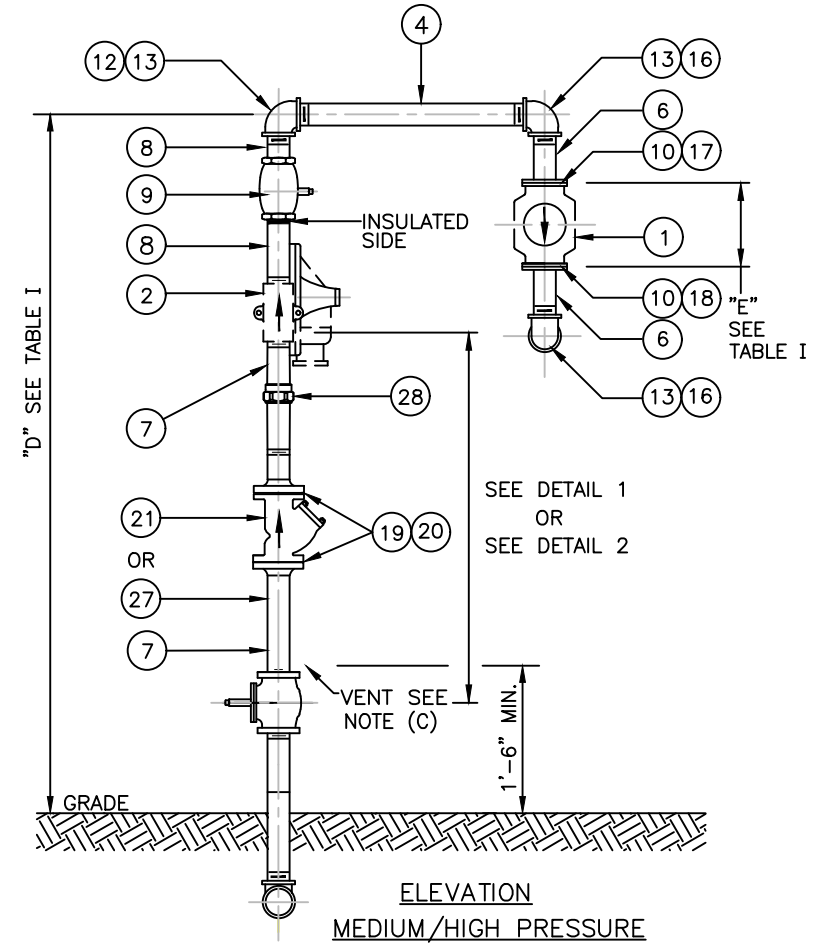 4
12 13
13 16
8
6
10 17
9
INSULATED
SIDE
8
1
2
10 18
"E"
SEE
TABLE I
6
"D" SEE TABLE I
13 16
7
28
SEE DETAIL 1
OR
SEE DETAIL 2
21
19 20
OR
27
7
VENT SEE
NOTE (C)
1'-6" MIN.
GRADE
ELEVATION
MEDIUM/HIGH PRESSURE